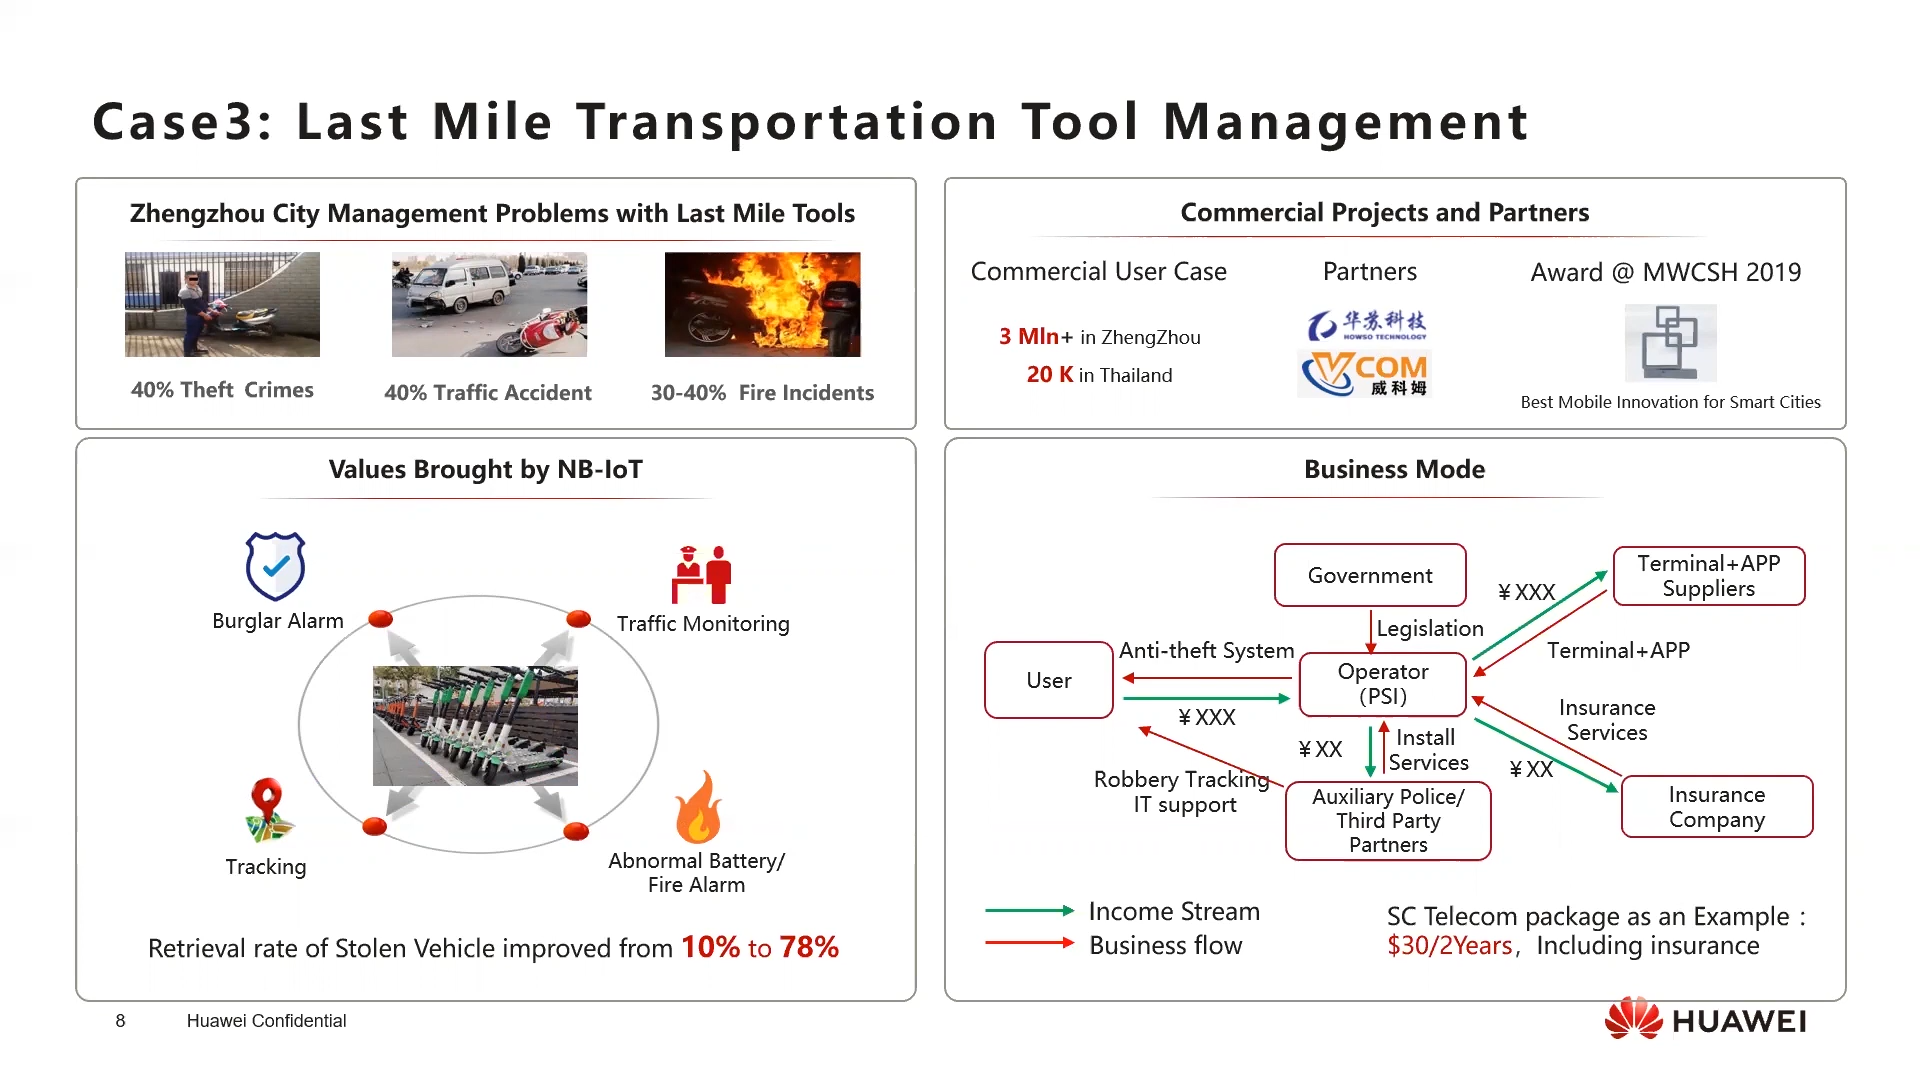 Case3: Last Mile Transportation Tool Management
Zhengzhou City Management Problems with Last Mile Tools
40% Theft Crimes
40% Traffic Accident
30-40% Fire Incidents
Commercial Projects and Partners
Commercial User Case
3 Mln+ in ZhengZhou
20 K in Thailand
Partners
华苏科技
HOWSO TECHNOLOGY
VCOM
威科姆
Award @ MWCSH 2019
Best Mobile Innovation for Smart Cities
Values Brought by NB-IoT
Burglar Alarm
Traffic Monitoring
Tracking
Abnormal Battery/
Fire Alarm
Retrieval rate of Stolen Vehicle improved from 10% to 78%
Business Mode
Government
Terminal+APP
Suppliers
¥XXX
Legislation
Anti-theft System
Terminal+APP
User
Operator
(PSI)
¥XXX
Insurance
Services
¥XX
Install
Services
¥XX
Robbery Tracking
IT support
Auxiliary Police/
Third Party
Partners
Insurance
Company
Income Stream
Business flow
SC Telecom package as an Example：
$30/2Years，Including insurance
8
Huawei Confidential
HUAWEI